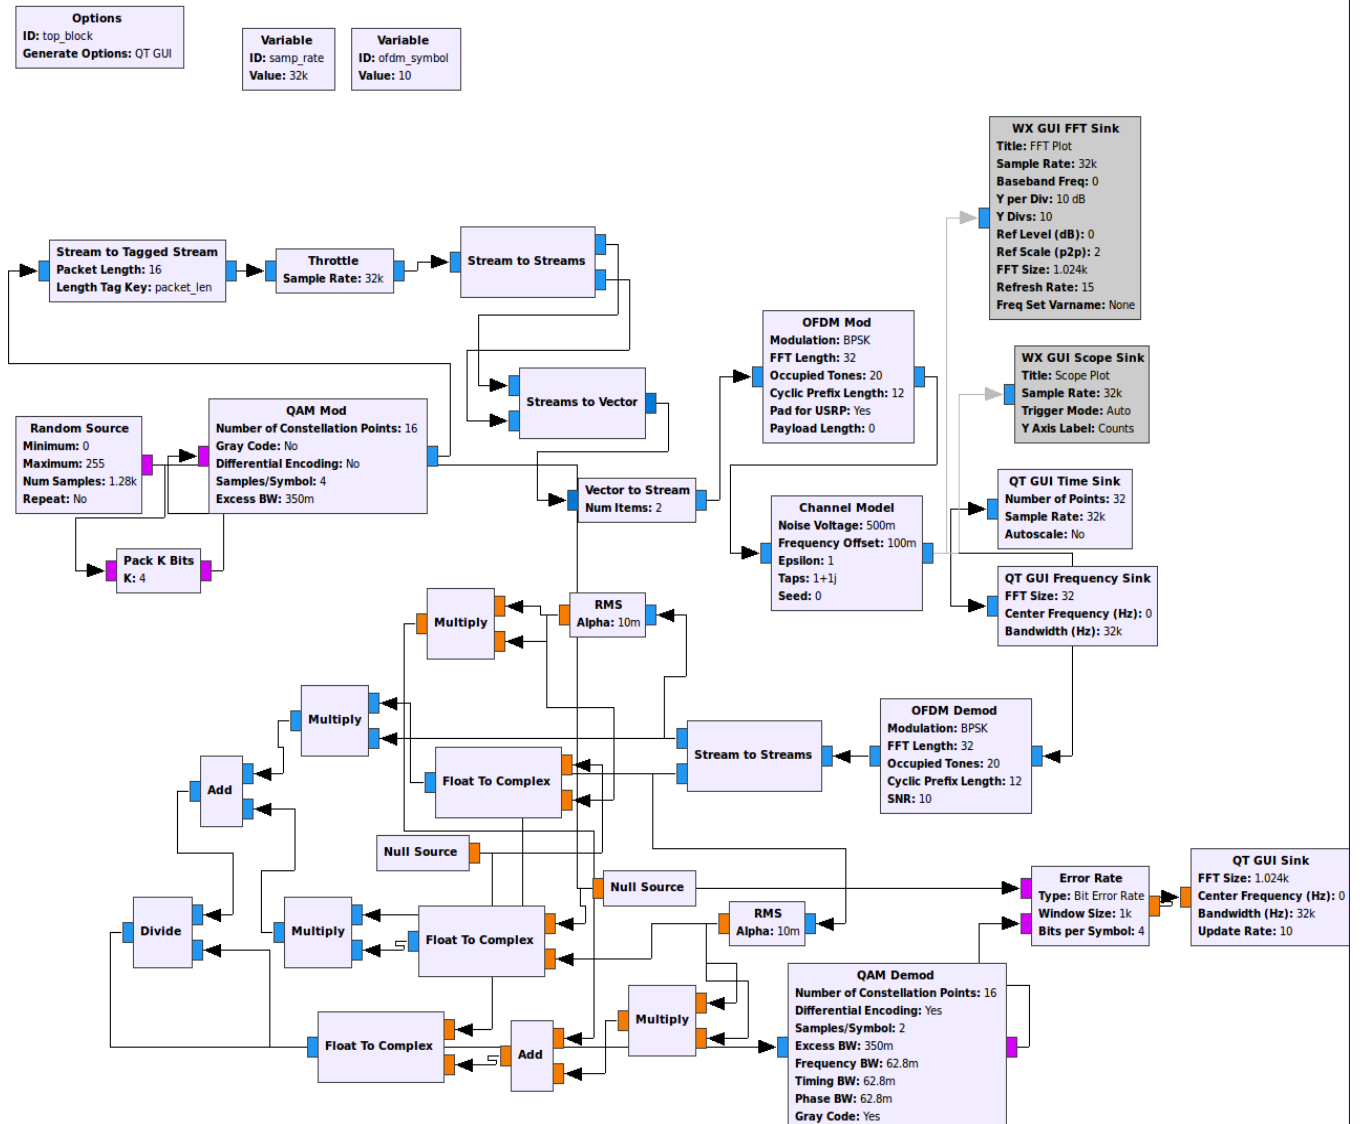 Options
ID: top_block
Generate Options: QT GUI
Variable
ID: samp_rate
Value: 32k
Variable
ID: ofdm_symbol
Value: 10
WX GUI FFT Sink
Title: FFT Plot
Sample Rate: 32k
Baseband Freq: 0
Y per Div: 10 dB
Y Divs: 10
Ref Level (dB): 0
Ref Scale (p2p): 2
FFT Size: 1.024k
Refresh Rate: 15
Freq Set Varname: None
Stream to Tagged Stream
Packet Length: 16
Length Tag Key: packet_len
Throttle
Sample Rate: 32k
Stream to Streams
OFDM Mod
Modulation: BPSK
FFT Length: 32
Occupied Tones: 20
Cyclic Prefix Length: 12
Pad for USRP: Yes
Payload Length: 0
WX GUI Scope Sink
Title: Scope Plot
Sample Rate: 32k
Trigger Mode: Auto
Y Axis Label: Counts
Streams to Vector
Random Source
Minimum: 0
Maximum: 255
Num Samples: 1.28k
Repeat: No
QAM Mod
Number of Constellation Points: 16
Gray Code: No
Differential Encoding: No
Samples/Symbol: 4
Excess BW: 350m
Vector to Stream
Num Items: 2
Channel Model
Noise Voltage: 500m
Frequency Offset: 100m
Epsilon: 1
Taps: 1+1j
Seed: 0
QT GUI Time Sink
Number of Points: 32
Sample Rate: 32k
Autoscale: No
Pack K Bits
K: 4
QT GUI Frequency Sink
FFT Size: 32
Center Frequency (Hz): 0
Bandwidth (Hz): 32k
Multiply
RMS
Alpha: 10m
Multiply
Stream to Streams
OFDM Demod
Modulation: BPSK
FFT Length: 32
Occupied Tones: 20
Cyclic Prefix Length: 12
SNR: 10
Add
Float To Complex
Null Source
Null Source
Error Rate
Type: Bit Error Rate
Window Size: 1k
Bits per Symbol: 4
QT GUI Sink
FFT Size: 1.024k
Center Frequency (Hz): 0
Bandwidth (Hz): 32k
Update Rate: 10
Divide
Multiply
Float To Complex
RMS
Alpha: 10m
QAM Demod
Number of Constellation Points: 16
Differential Encoding: Yes
Samples/Symbol: 2
Excess BW: 350m
Frequency BW: 62.8m
Timing BW: 62.8m
Phase BW: 62.8m
Gray Code: Yes
Multiply
Float To Complex
Add